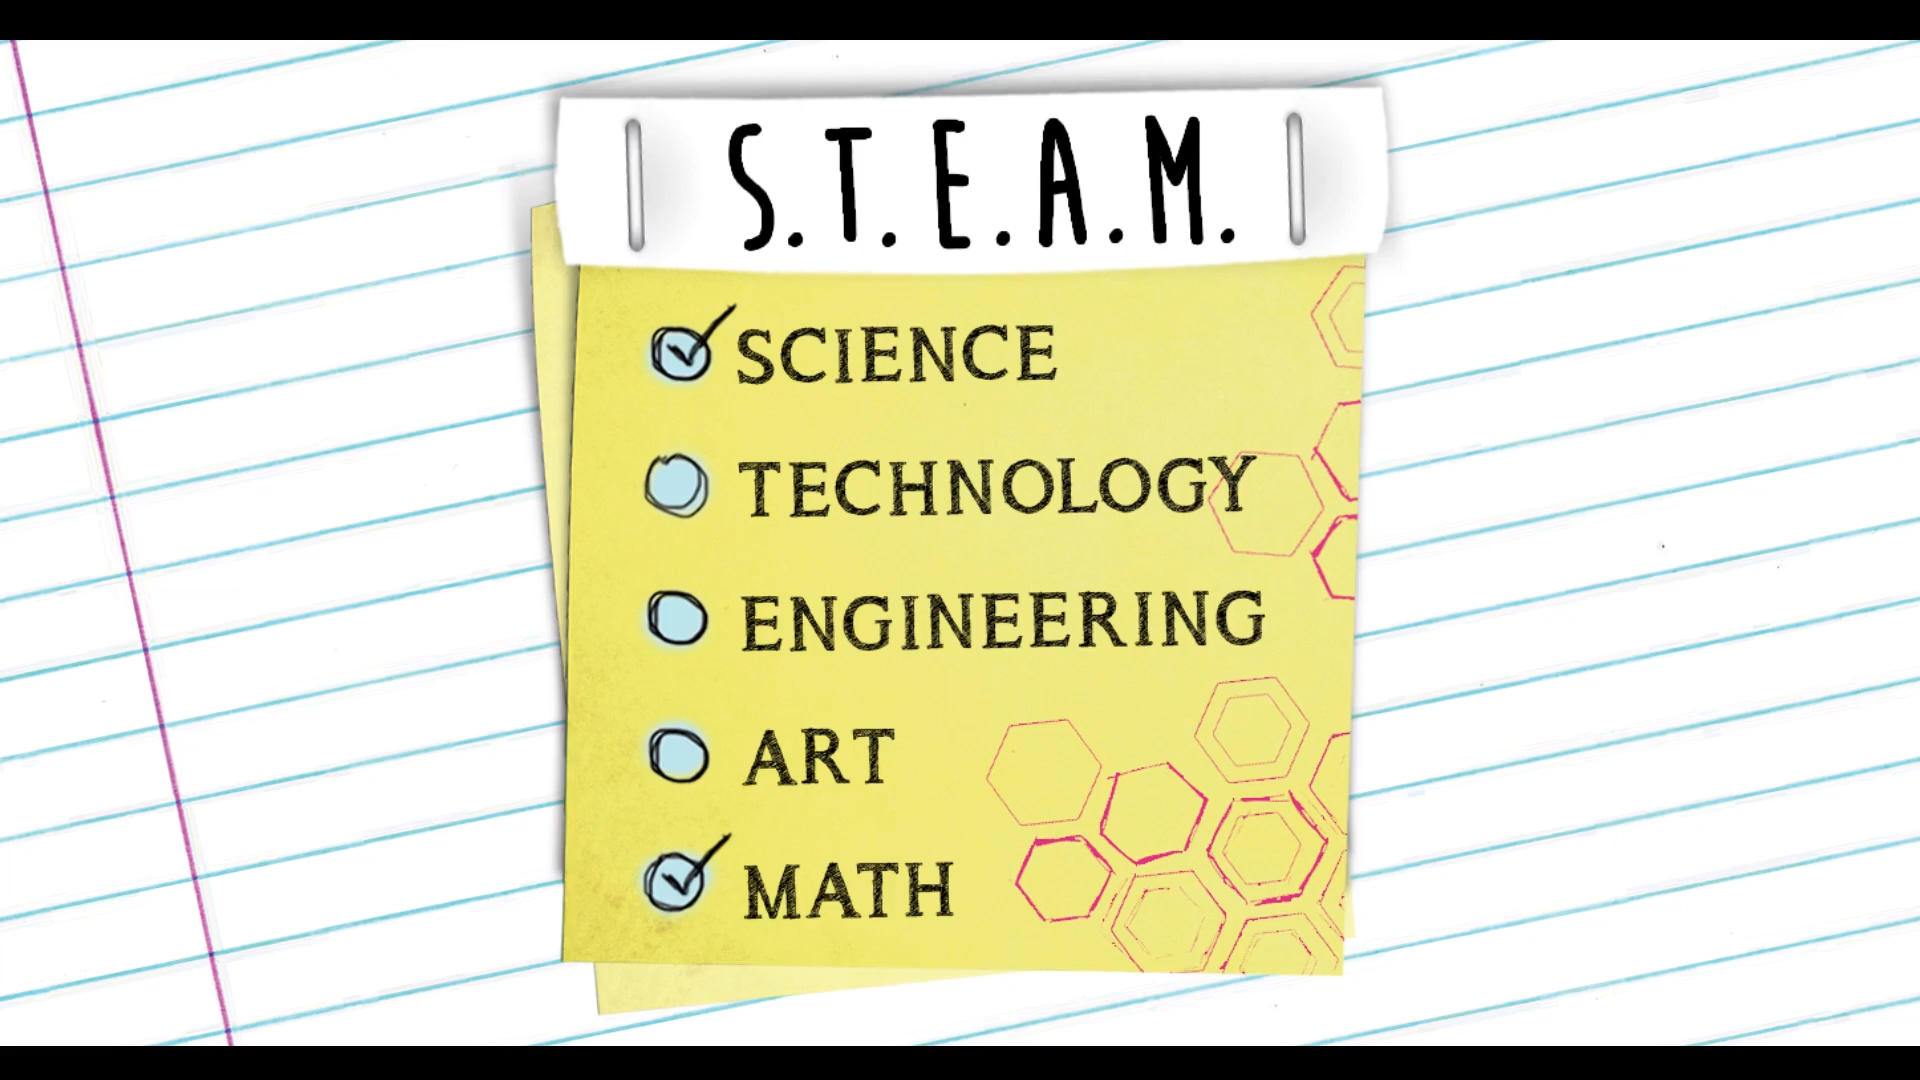 S.T.E.A.M.
SCIENCE
TECHNOLOGY
ENGINEERING
ART
MATH